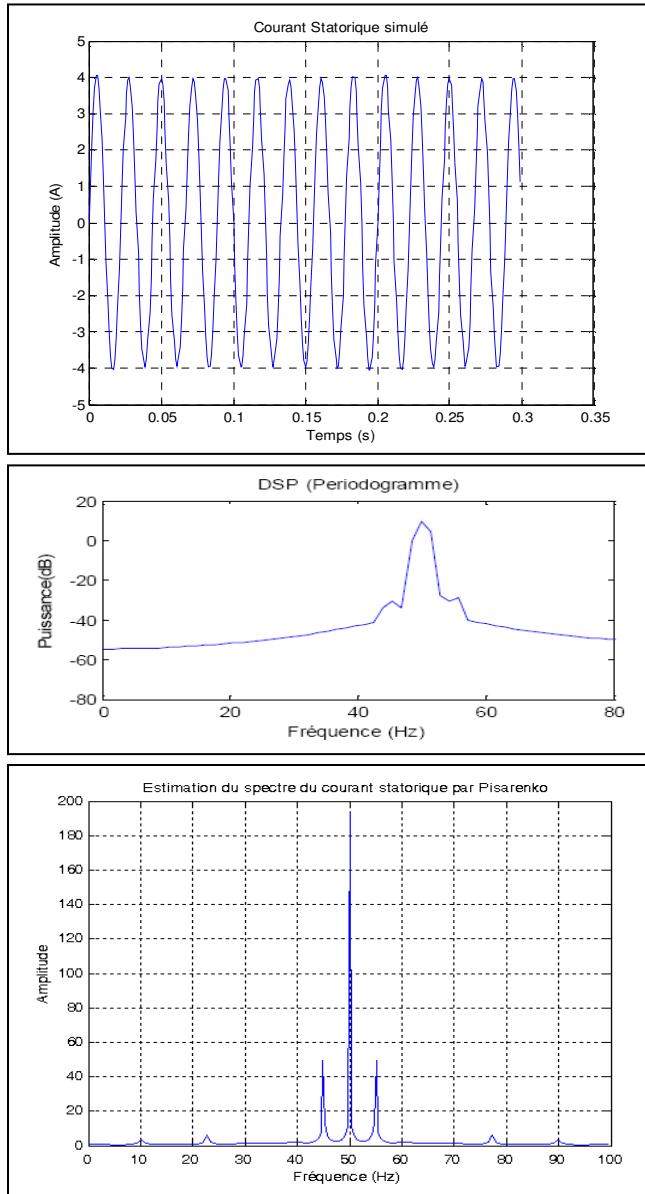 Courant Statorique simulé
5
4
3
2
1
0
-1
-2
-3
-4
-5
Amplitude (A)
0 0.05 0.1 0.15 0.2 0.25 0.3 0.35
Temps (s)
DSP (Periodogramme)
20
0
-20
-40
-60
-80
Puissance(dB)
0 20 40 60 80
Fréquence (Hz)
Estimation du spectre du courant statorique par Pisarenko
200
180
160
140
120
100
80
60
40
20
0
Amplitude
0 10 20 30 40 50 60 70 80 90 100
Fréquence (Hz)